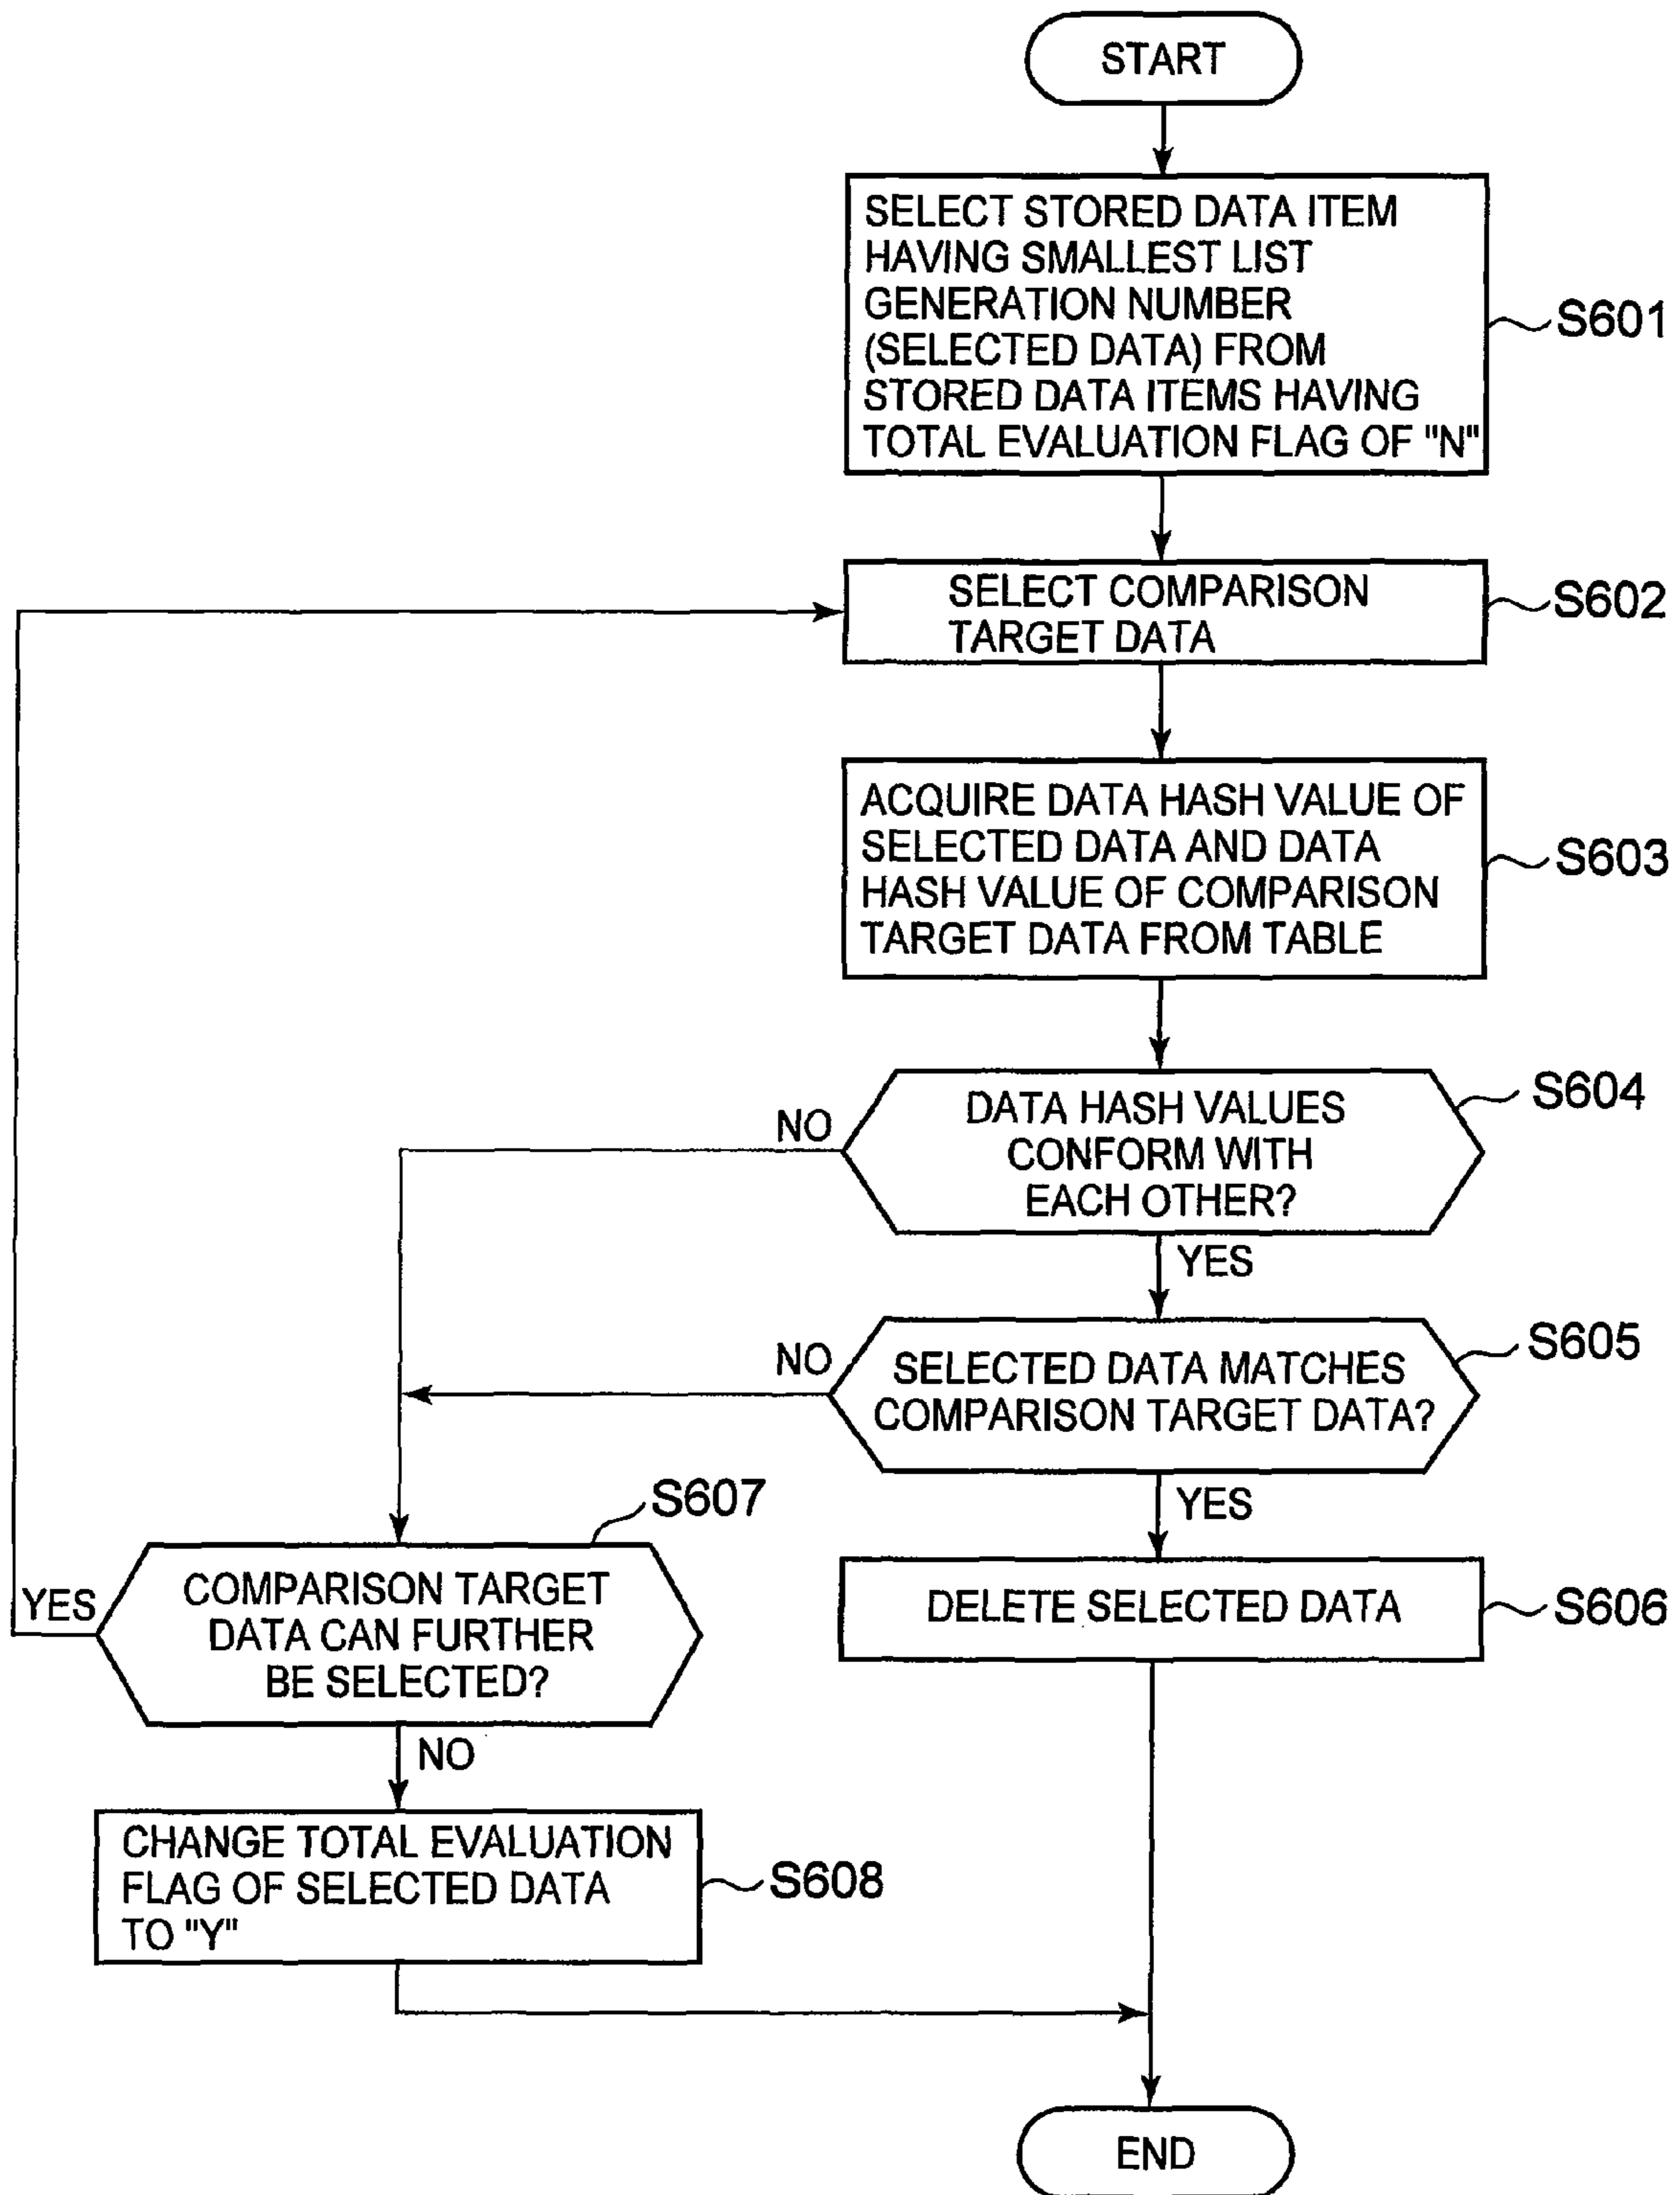 START
SELECT STORED DATA ITEM
HAVING SMALLEST LIST
GENERATION NUMBER
(SELECTED DATA) FROM
STORED DATA ITEMS HAVING
TOTAL EVALUATION FLAG OF "N"
S601
SELECT COMPARISON
TARGET DATA
S602
ACQUIRE DATA HASH VALUE OF
SELECTED DATA AND DATA
HASH VALUE OF COMPARISON
TARGET DATA FROM TABLE
S603
DATA HASH VALUES
CONFORM WITH
EACH OTHER?
S604
NO
YES
SELECTED DATA MATCHES
COMPARISON TARGET DATA?
S605
NO
YES
DELETE SELECTED DATA
S606
COMPARISON TARGET
DATA CAN FURTHER
BE SELECTED?
S607
YES
NO
CHANGE TOTAL EVALUATION
FLAG OF SELECTED DATA
TO "Y"
S608
END